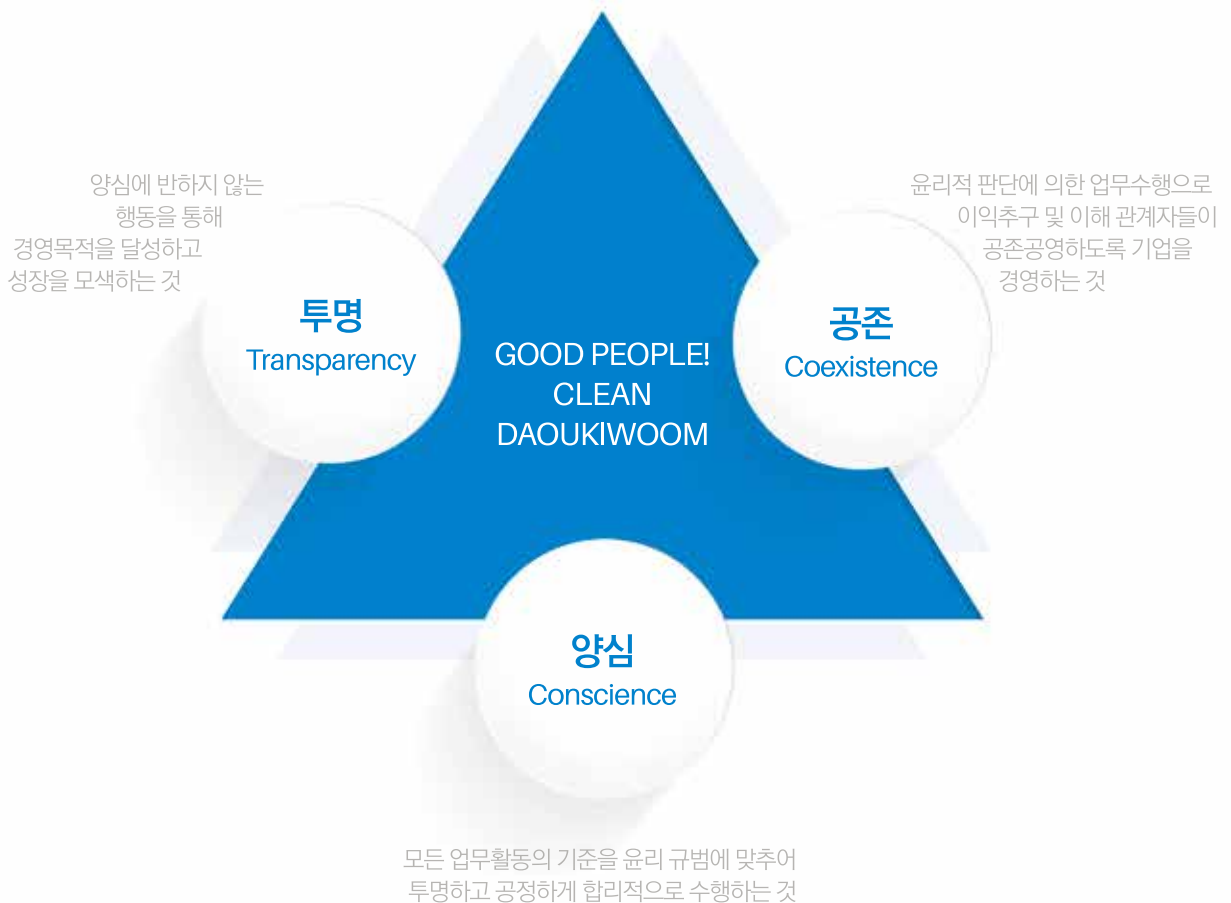 양심에 반하지 않는
행동을 통해
경영목적을 달성하고
성장을 모색하는 것
투명
Transparency
GOOD PEOPLE!
CLEAN
DAOUKIWOOM
윤리적 판단에 의한 업무수행으로
이익추구 및 이해 관계자들이
공존공영하도록 기업을
경영하는 것
공존
Coexistence
양심
Conscience
모든 업무활동의 기준을 윤리 규범에 맞추어
투명하고 공정하게 합리적으로 수행하는 것